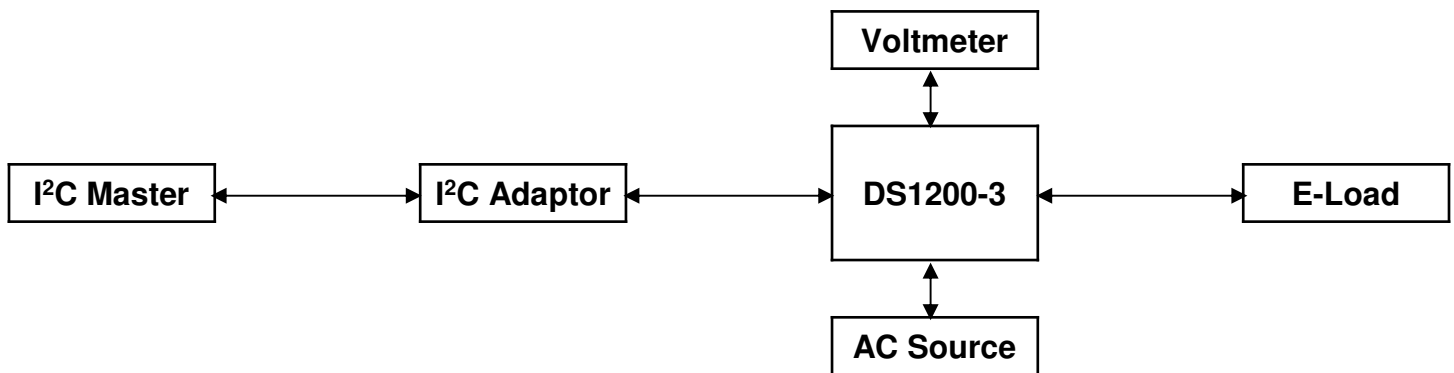 Voltmeter
I²C Master
I²C Adaptor
DS1200-3
E-Load
AC Source